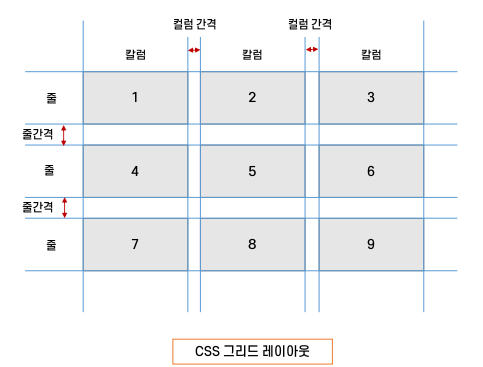 컬럼 간격 컬럼 간격
칼럼 칼럼 칼럼
줄 1 2 3
줄간격
줄 4 5 6
줄간격
줄 7 8 9
CSS 그리드 레이아웃